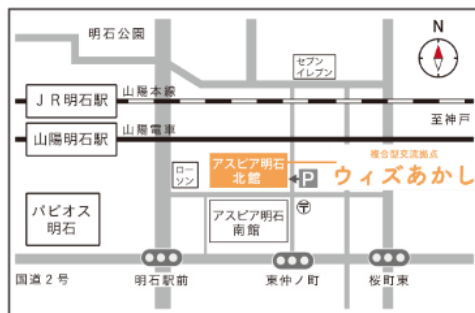 明石公園
N
セブン
イレブン
JR明石駅
山陽本線
至神戸
山陽明石駅
山陽電車
複合型交流拠点
ウィズあかし
アスピア明石
北館
P
ロー
ソン
〒
パピオス
明石
アスピア明石
南館
国道2号
明石駅前
東仲ノ町
桜町東